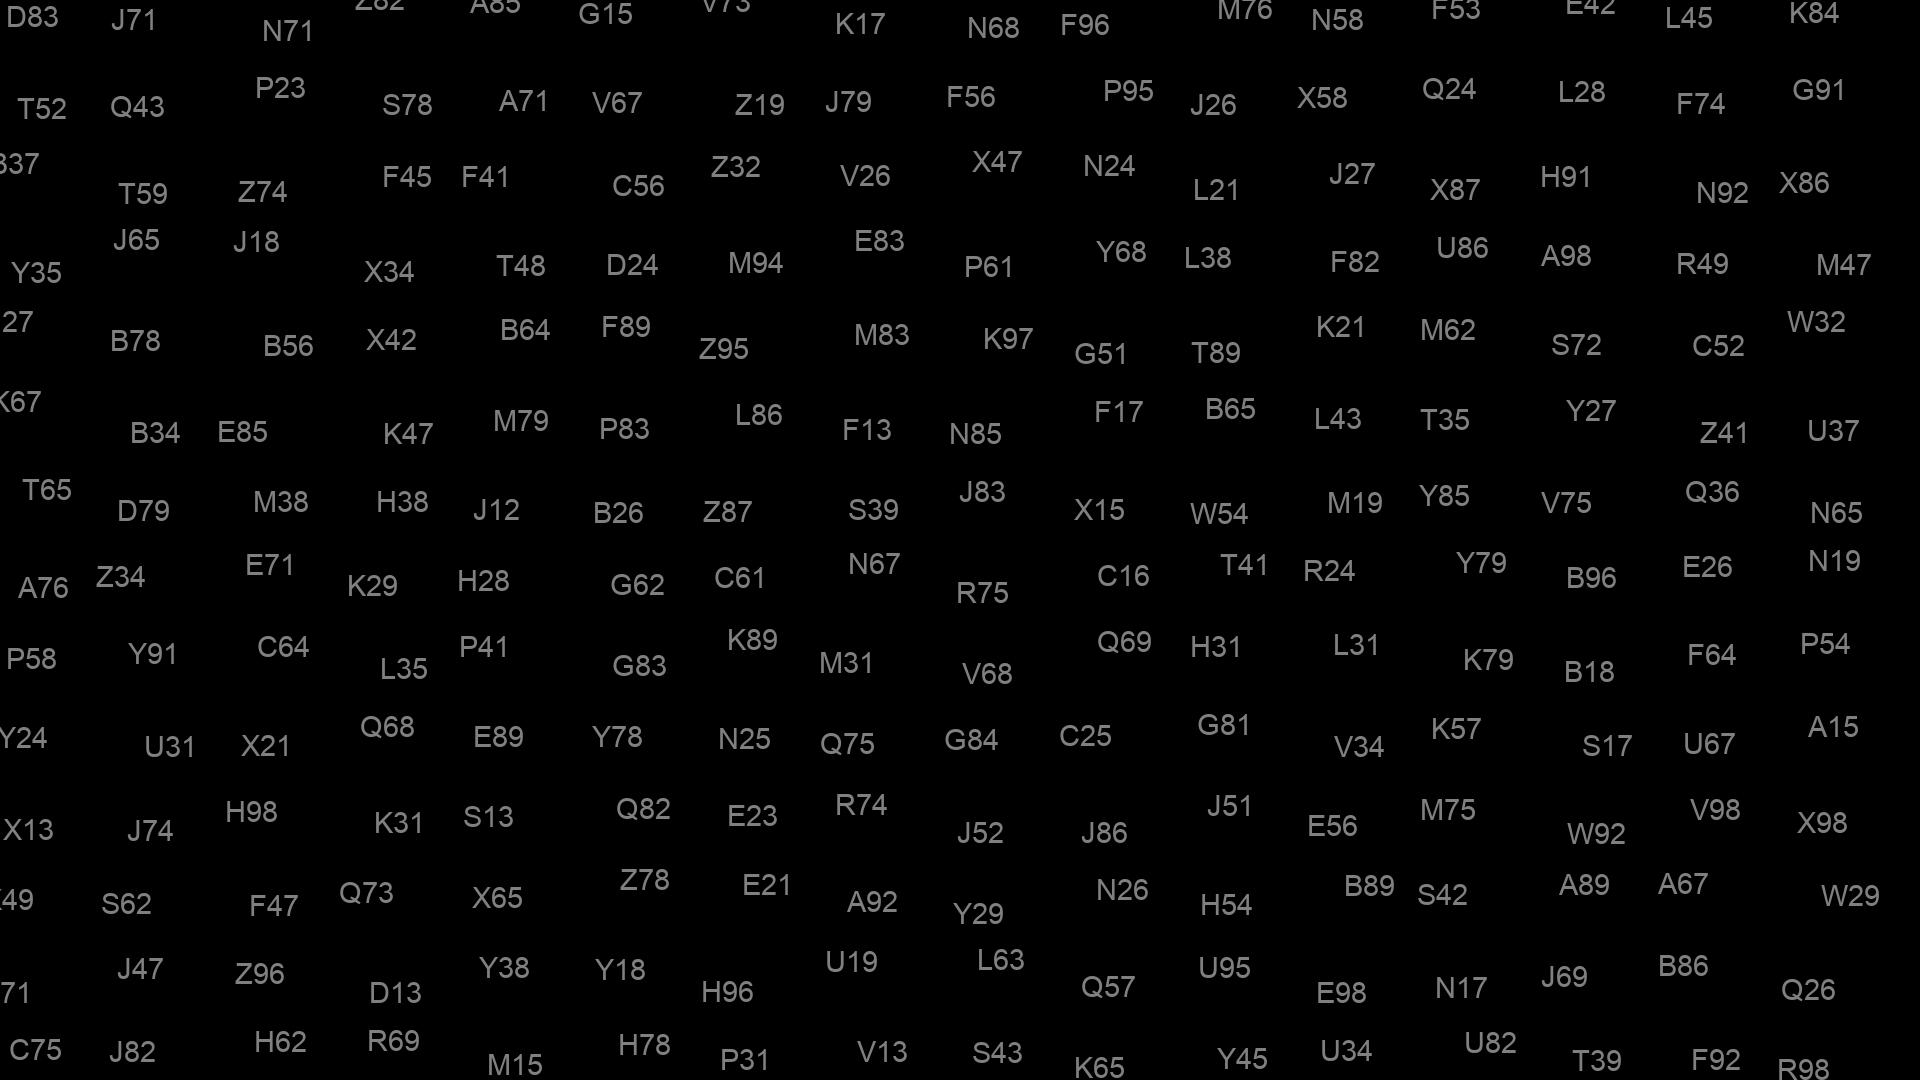 D83 J71 N71 Z82 A85 G15 V73 K17 N68 F96 M76 N58 F53 E42 L45 K84
T52 Q43 P23 S78 A71 V67 Z19 J79 F56 P95 J26 X58 Q24 L28 F74 G91
B37 T59 Z74 F45 F41 C56 Z32 V26 X47 N24 L21 J27 X87 H91 N92 X86
Y35 J65 J18 X34 T48 D24 M94 E83 P61 Y68 L38 F82 U86 A98 R49 M47
27 B78 B56 X42 B64 F89 Z95 M83 K97 G51 T89 K21 M62 S72 C52 W32
K67 B34 E85 K47 M79 P83 L86 F13 N85 F17 B65 L43 T35 Y27 Z41 U37
T65 D79 M38 H38 J12 B26 Z87 S39 J83 X15 W54 M19 Y85 V75 Q36 N65
A76 Z34 E71 K29 H28 G62 C61 N67 R75 C16 T41 R24 Y79 B96 E26 N19
P58 Y91 C64 L35 P41 G83 K89 M31 V68 Q69 H31 L31 K79 B18 F64 P54
Y24 U31 X21 Q68 E89 Y78 N25 Q75 G84 C25 G81 V34 K57 S17 U67 A15
X13 J74 H98 K31 S13 Q82 E23 R74 J52 J86 J51 E56 M75 W92 V98 X98
49 S62 F47 Q73 X65 Z78 E21 A92 Y29 N26 H54 B89 S42 A89 A67 W29
71 J47 Z96 D13 Y38 Y18 H96 U19 L63 Q57 U95 E98 N17 J69 B86 Q26
C75 J82 H62 R69 M15 H78 P31 V13 S43 K65 Y45 U34 U82 T39 F92 R98